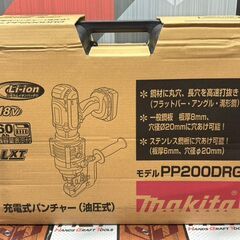 Li-ion
18V
LXT
充電式パンチャー（油圧式）
● 鋼材に丸穴、長穴を高速打抜き
（フラットバー・アングル・溝形鋼）
● 一般鋼板 板厚8mm、
穴径φ20mmに穴あけ可能
● ステンレス鋼板に穴あけ可能
（板厚6mm、穴径φ20mm）
モデル PP200DRG
makita
HANDS CRAFT TOOLS